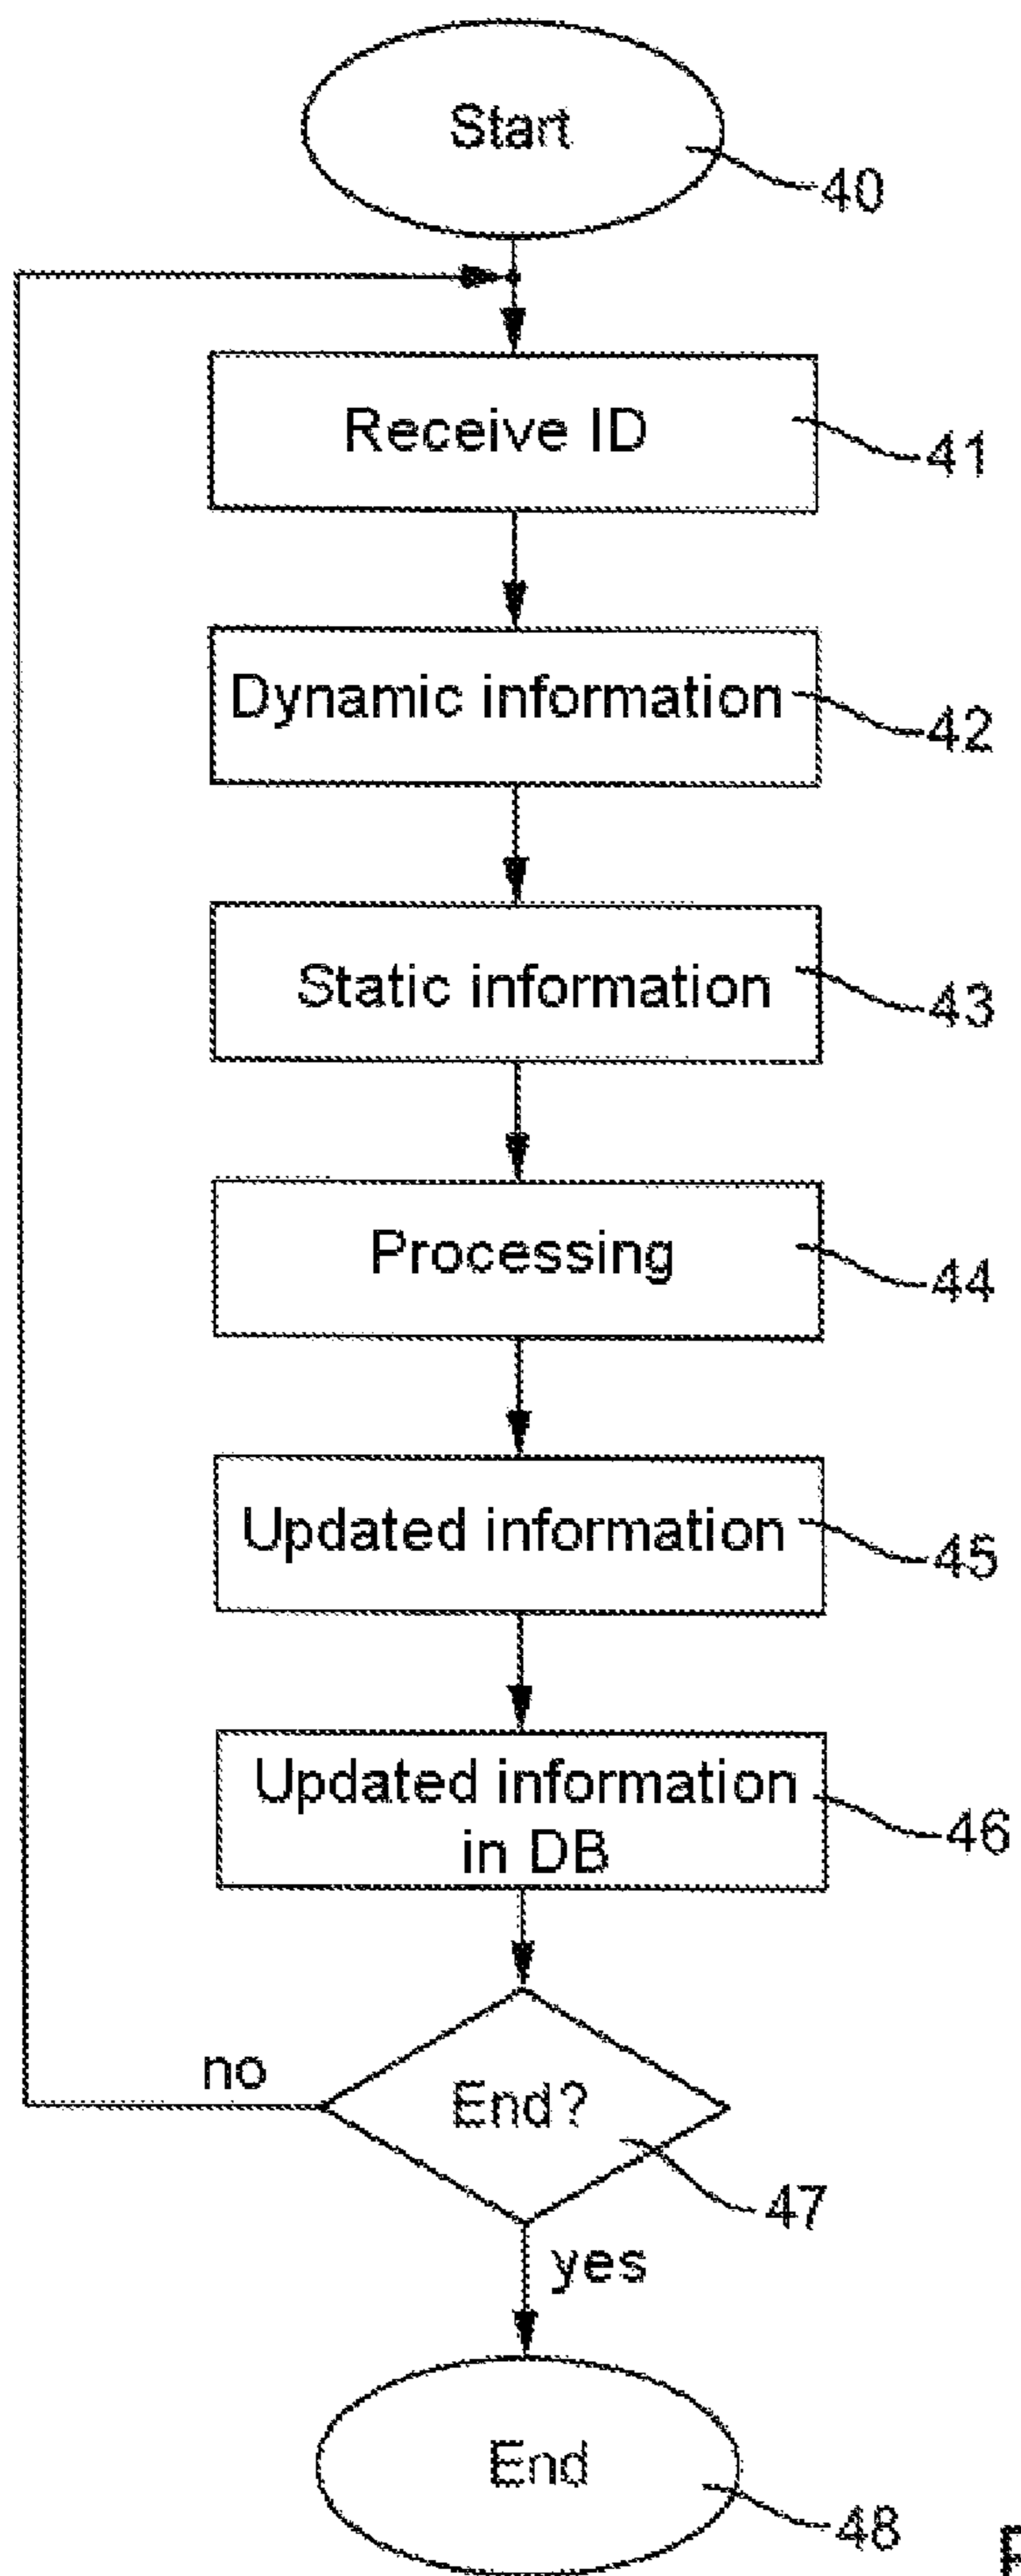 Start
40
Receive ID
41
Dynamic information
42
Static information
43
Processing
44
Updated information
45
Updated information
in DB
46
no
End?
47
yes
End
48